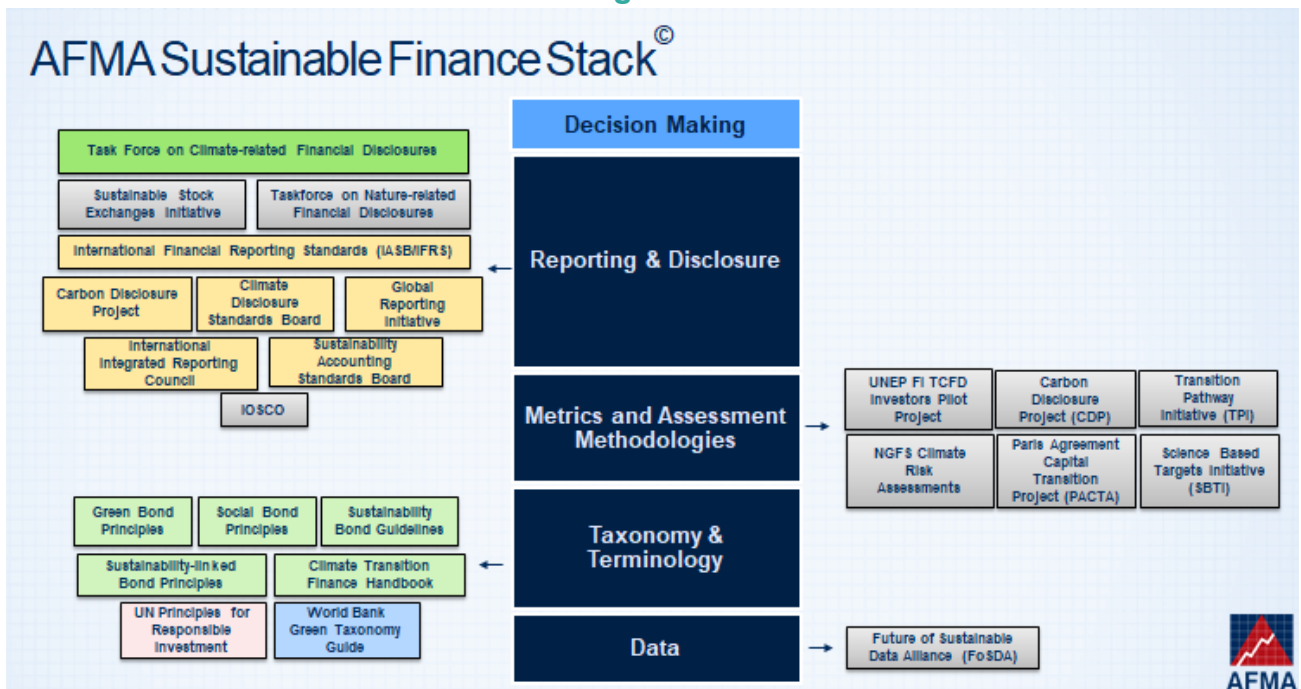 AFMA Sustainable Finance Stack©
Decision Making
Task Force on Climate-related Financial Disclosures
Sustainable Stock
Exchanges Initiative
Taskforce on Nature-related
Financial Disclosures
International Financial Reporting Standards (IASB/IFRS)
Reporting & Disclosure
Carbon Disclosure
Project
Climate
Disclosure
Standards Board
Global
Reporting
Initiative
International
Integrated Reporting
Council
Sustainability
Accounting
Standards Board
IOSCO
Metrics and Assessment
Methodologies
UNEP FI TCFD
Investors Pilot
Project
Carbon
Disclosure
Project (CDP)
Transition
Pathway
Initiative (TPI)
NGFS Climate
Risk
Assessments
Paris Agreement
Capital
Transition
Project (PACTA)
Science Based
Targets Initiative
(SBTI)
Green Bond
Principles
Social Bond
Principles
Sustainability
Bond Guidelines
Taxonomy &
Terminology
Sustainability-linked
Bond Principles
Climate Transition
Finance Handbook
UN Principles for
Responsible
Investment
World Bank
Green Taxonomy
Guide
Data
Future of Sustainable
Data Alliance (FoSDA)
AFMA